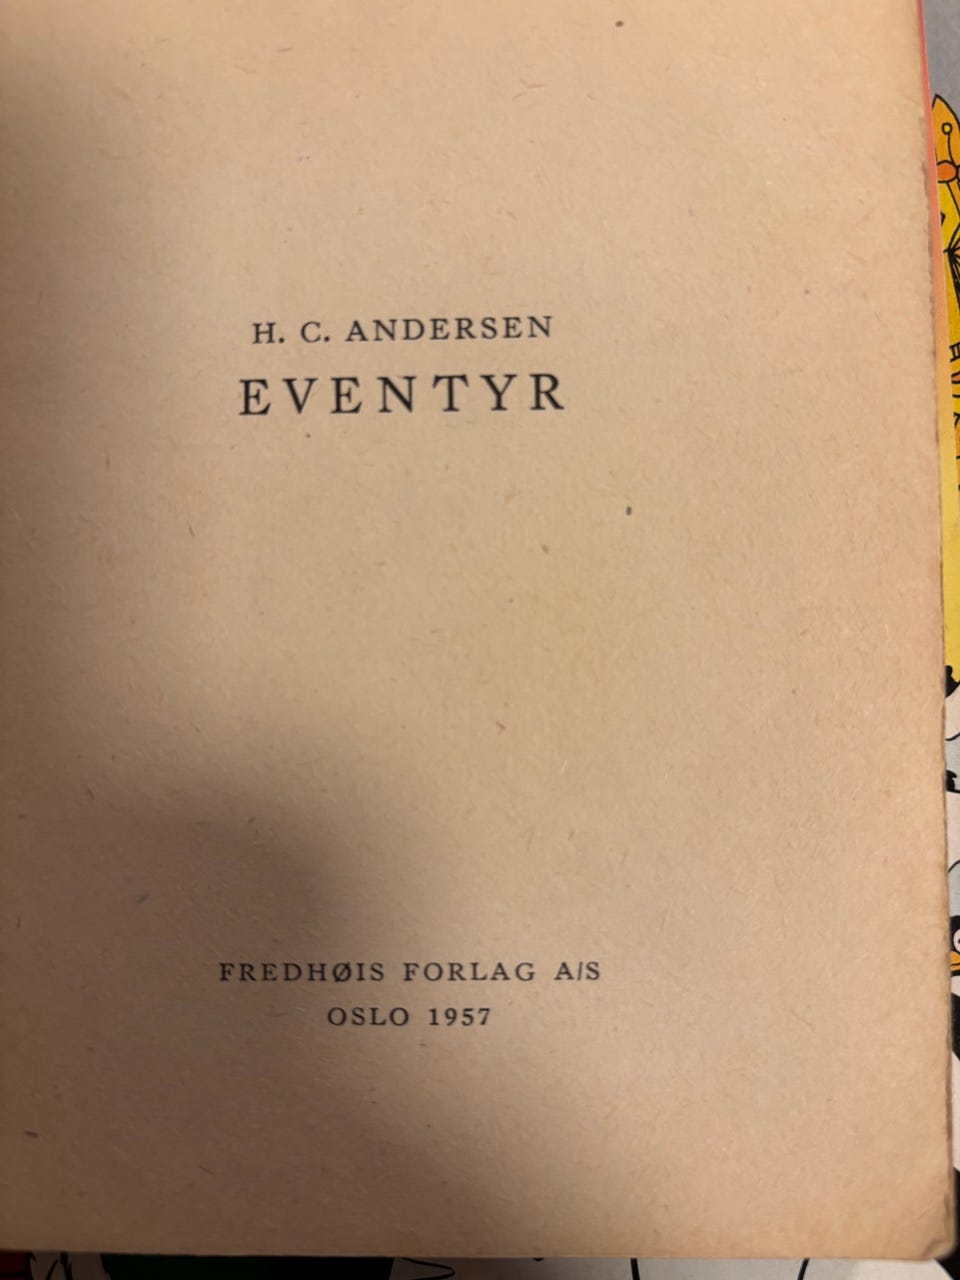 H. C. ANDERSEN
EVENTYR
FREDHØIS FORLAG A/S
OSLO 1957